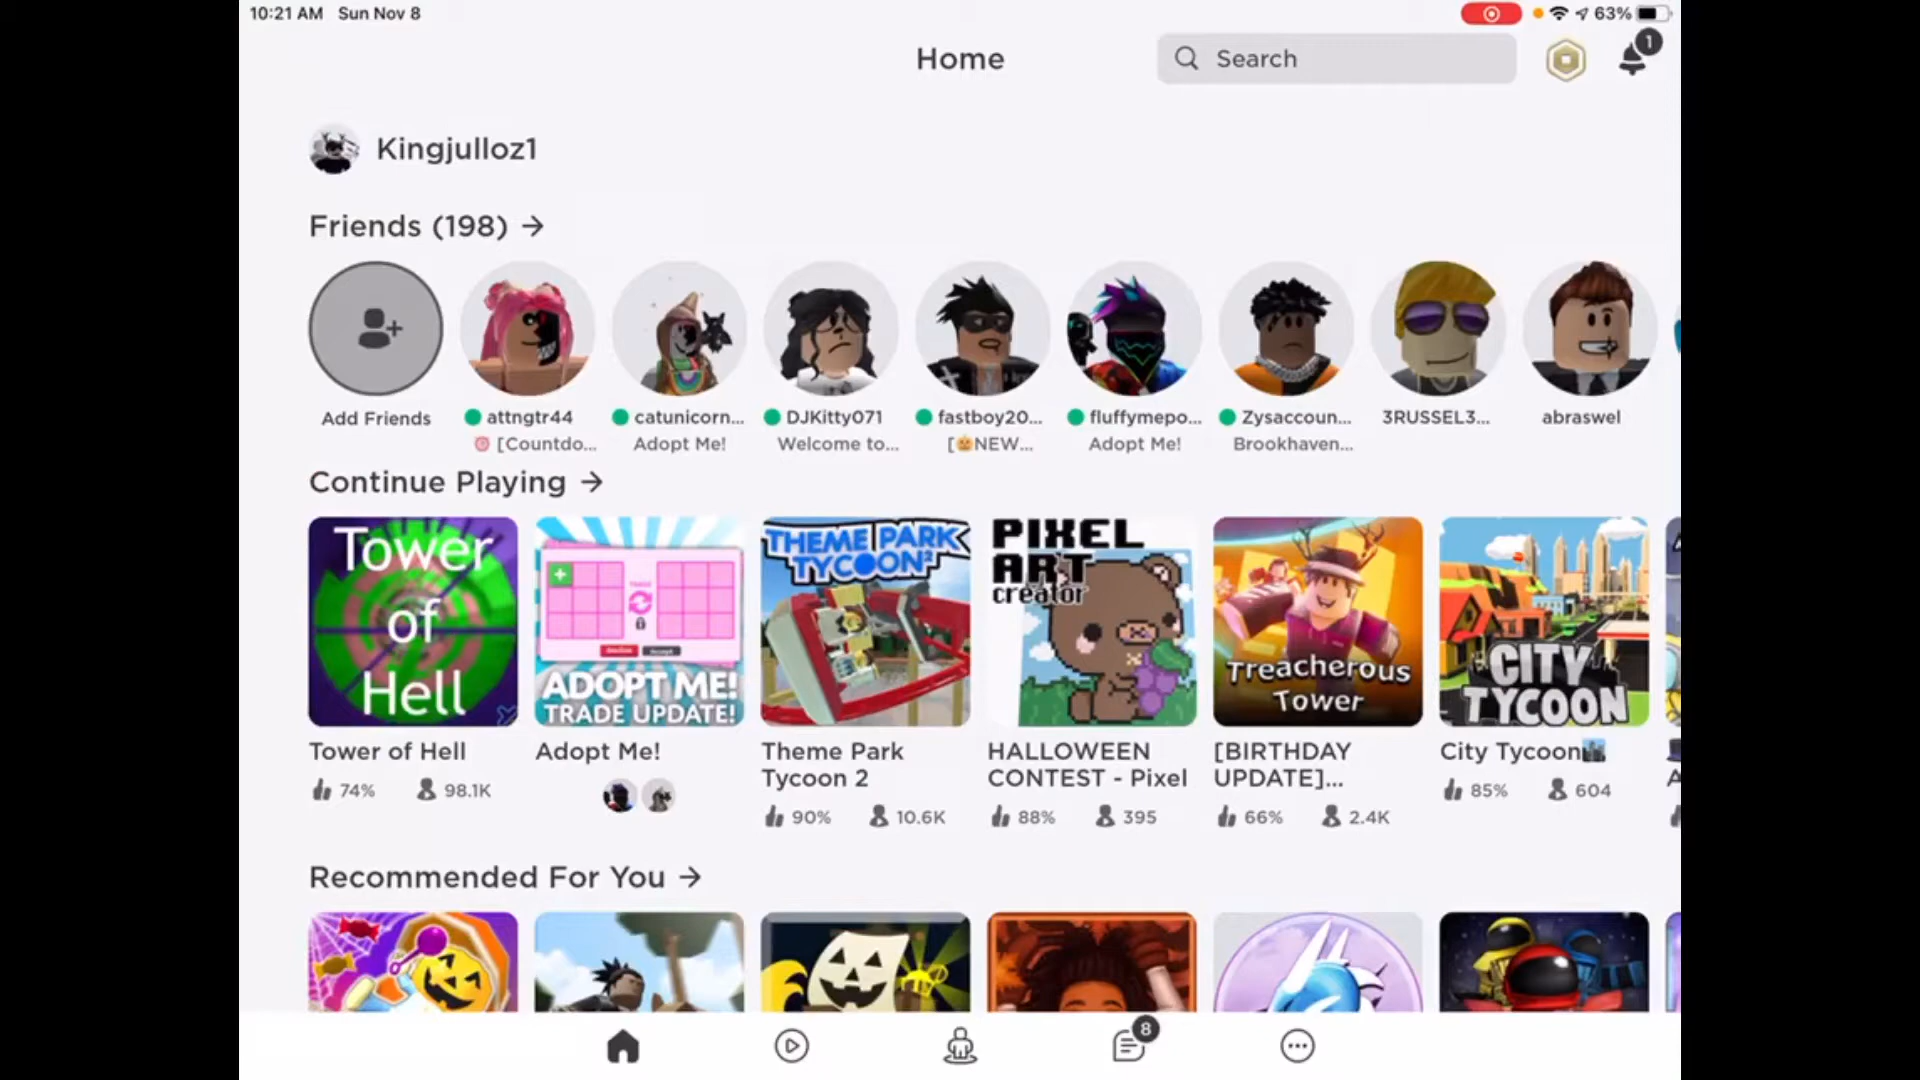 10:21 AM Sun Nov 8
63%
Home
Search
1
Kingjulloz1
Friends (198) →
Add Friends
attngtr44
[Countdo...
catunicorn...
Adopt Me!
DJKitty071
Welcome to...
fastboy20...
[🎃NEW...
fluffymepo...
Adopt Me!
Zysaccoun...
Brookhaven...
3RUSSEL3...
abraswel
Continue Playing →
Tower
of
Hell
ADOPT ME!
TRADE UPDATE!
THEME PARK
TYCOON2
PIXEL
ART
creator
Treacherous
Tower
CITY
TYCOON
Tower of Hell
74% 98.1K
Adopt Me!
Theme Park
Tycoon 2
90% 10.6K
HALLOWEEN
CONTEST - Pixel
88% 395
[BIRTHDAY
UPDATE]...
66% 2.4K
City Tycoon🏙️
85% 604
Recommended For You →
8